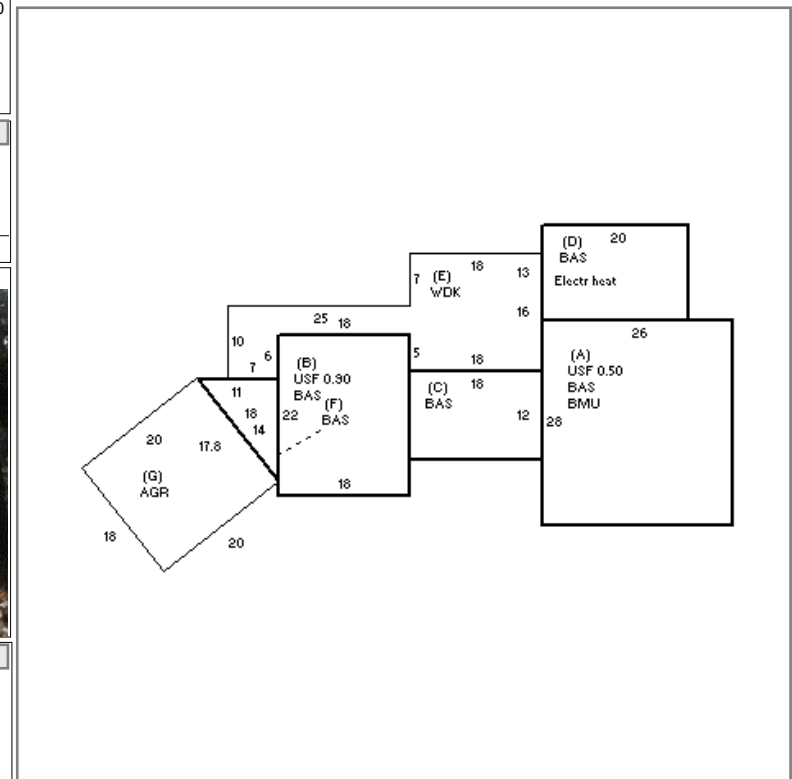 0
(D) 20
BAS
Electr heat
18
13
7
(E)
WDK
16
25 18
26
10
6
7
5
18
(A)
USF 0.50
BAS
BMU
(B)
USF 0.90
BAS
(F)
BAS
11
18
14
22
(C)
BAS
18
12
28
20
17.8
(G)
AGR
18
18
20